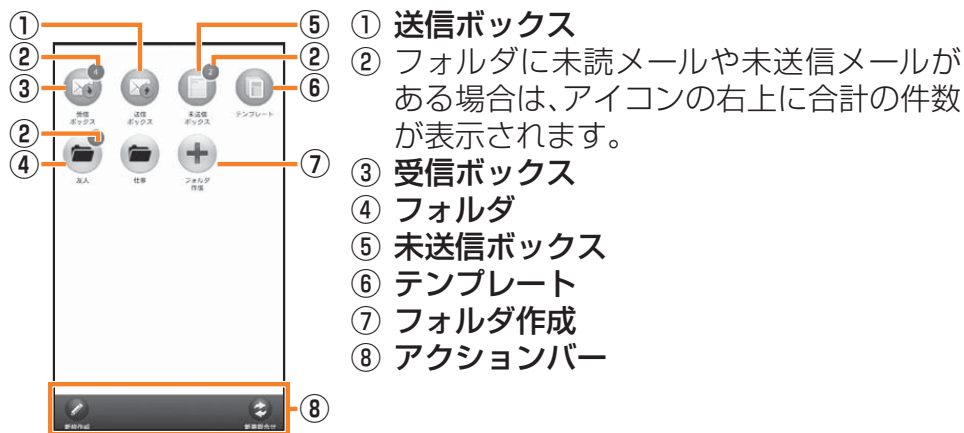 ①
②
③
②
④
⑤
②
⑥
⑦
⑧
4
2
受信
ボックス
送信
ボックス
未送信
ボックス
テンプレート
友人
仕事
フォルダ
作成
新規作成
新着問合せ
① 送信ボックス
② フォルダに未読メールや未送信メールが
ある場合は、アイコンの右上に合計の件数
が表示されます。
③ 受信ボックス
④ フォルダ
⑤ 未送信ボックス
⑥ テンプレート
⑦ フォルダ作成
⑧ アクションバー